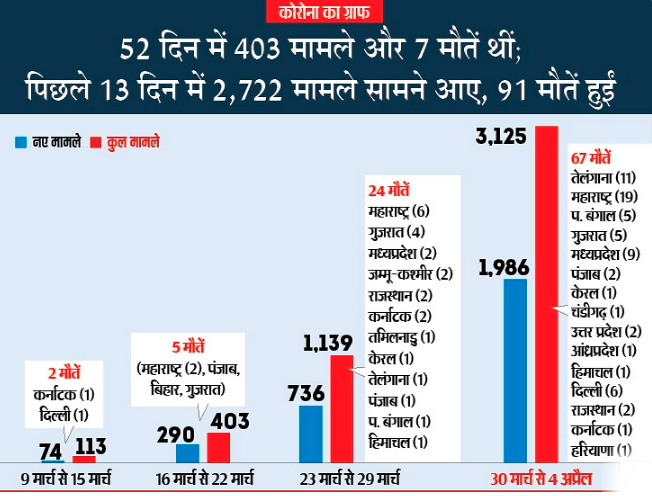 कोरोना का ग्राफ
52 दिन में 403 मामले और 7 मौतें थीं;
पिछले 13 दिन में 2,722 मामले सामने आए, 91 मौतें हुईं
नए मामले कुल मामले
2 मौतें
कर्नाटक (1)
दिल्ली (1)
74 113
9 मार्च से 15 मार्च
5 मौतें
(महाराष्ट्र (2), पंजाब,
बिहार, गुजरात)
290 403
16 मार्च से 22 मार्च
24 मौतें
महाराष्ट्र (6)
गुजरात (4)
मध्यप्रदेश (2)
जम्मू-कश्मीर (2)
राजस्थान (2)
कर्नाटक (2)
तमिलनाडु (1)
केरल (1)
तेलंगाना (1)
पंजाब (1)
प. बंगाल (1)
हिमाचल (1)
736 1,139
23 मार्च से 29 मार्च
67 मौतें
तेलंगाना (11)
महाराष्ट्र (19)
प. बंगाल (5)
गुजरात (5)
मध्यप्रदेश (9)
पंजाब (2)
केरल (1)
चंडीगढ़ (1)
उत्तर प्रदेश (2)
आंध्रप्रदेश (1)
हिमाचल (1)
दिल्ली (6)
राजस्थान (2)
कर्नाटक (1)
हरियाणा (1)
1,986 3,125
30 मार्च से 4 अप्रैल